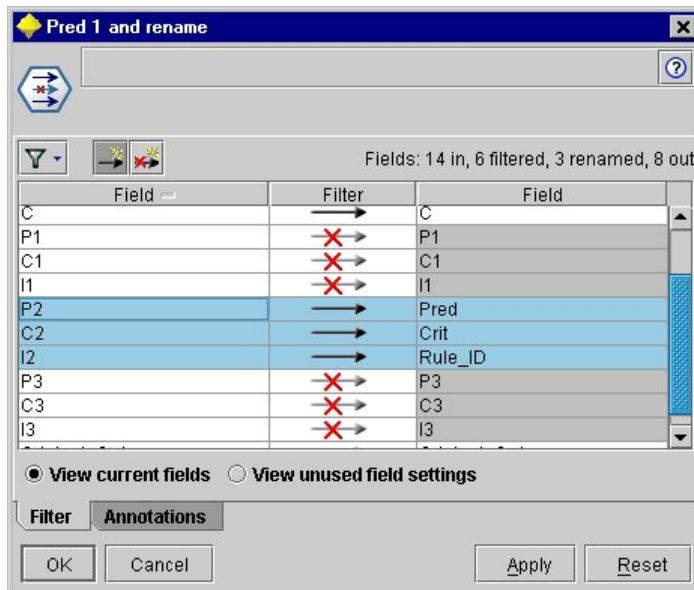 Pred 1 and rename
Fields: 14 in, 6 filtered, 3 renamed, 8 out
Field Filter Field
C C
P1 P1
C1 C1
I1 I1
P2 Pred
C2 Crit
I2 Rule_ID
P3 P3
C3 C3
I3 I3
View current fields View unused field settings
Filter Annotations
OK Cancel Apply Reset